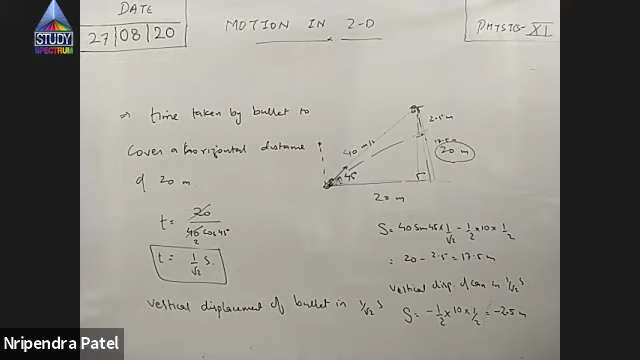 DATE
27/08/20
STUDY
SPECTRUM
MOTION IN 2-D
PHYSICS-XI
⇒ time taken by bullet to
cover a horizontal distance
of 20 m.
t = 20/(40 cos 45)
2
t = 1/√2 s.
40 m/s
45
20 m
2.5 m
17.5m
20 m
S = 40 Sin 45 × 1/√2 - 1/2 × 10 × 1/2
= 20 - 2.5 = 17.5 m
vertical disp. of can in 1/√2 s
S = -1/2 × 10 × 1/2 = -2.5 m
vertical displacement of bullet in 1/√2 s
Nripendra Patel